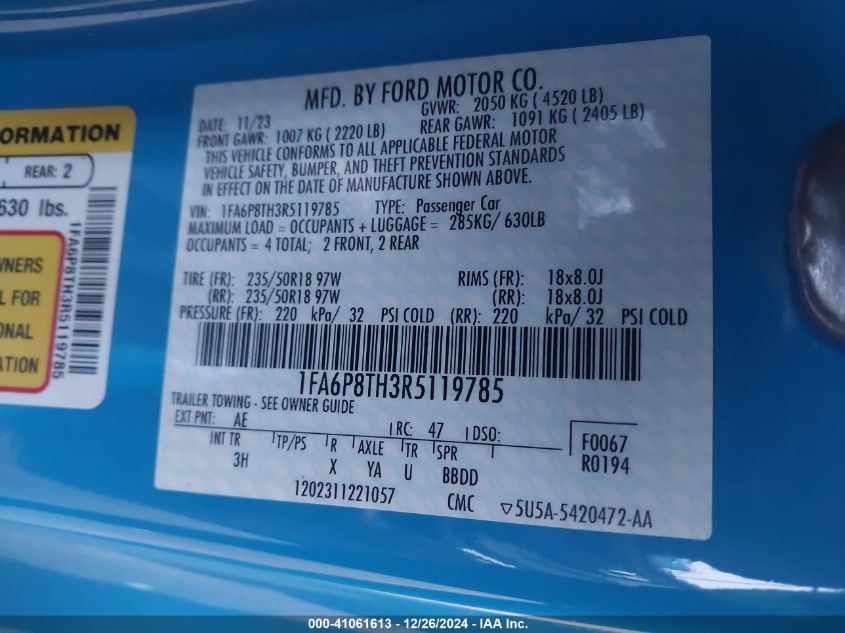 MFD. BY FORD MOTOR CO.
DATE: 11/23 GVWR: 2050 KG ( 4520 LB)
FRONT GAWR: 1007 KG ( 2220 LB) REAR GAWR: 1091 KG ( 2405 LB)
THIS VEHICLE CONFORMS TO ALL APPLICABLE FEDERAL MOTOR
VEHICLE SAFETY, BUMPER, AND THEFT PREVENTION STANDARDS
IN EFFECT ON THE DATE OF MANUFACTURE SHOWN ABOVE.
VIN: 1FA6P8TH3R5119785 TYPE: Passenger Car
MAXIMUM LOAD = OCCUPANTS + LUGGAGE = 285KG/ 630LB
OCCUPANTS = 4 TOTAL; 2 FRONT, 2 REAR
TIRE (FR): 235/50R18 97W RIMS (FR): 18x8.0J
(RR): 235/50R18 97W (RR): 18x8.0J
PRESSURE (FR): 220 kPa/ 32 PSI COLD (RR): 220 kPa/ 32 PSI COLD
1FA6P8TH3R5119785
TRAILER TOWING - SEE OWNER GUIDE
EXT PNT: AE RC: 47 DSO:
INT TR TP/PS R AXLE TR SPR
3H X YA U BBDD
F0067
R0194
1202311221057 CMC ▽5U5A-5420472-AA
ORMATION
REAR: 2
630 lbs.
WNERS
L FOR
ONAL
ATION
1FA6P8TH3R5119785
000-41061613 - 12/26/2024 - IAA Inc.